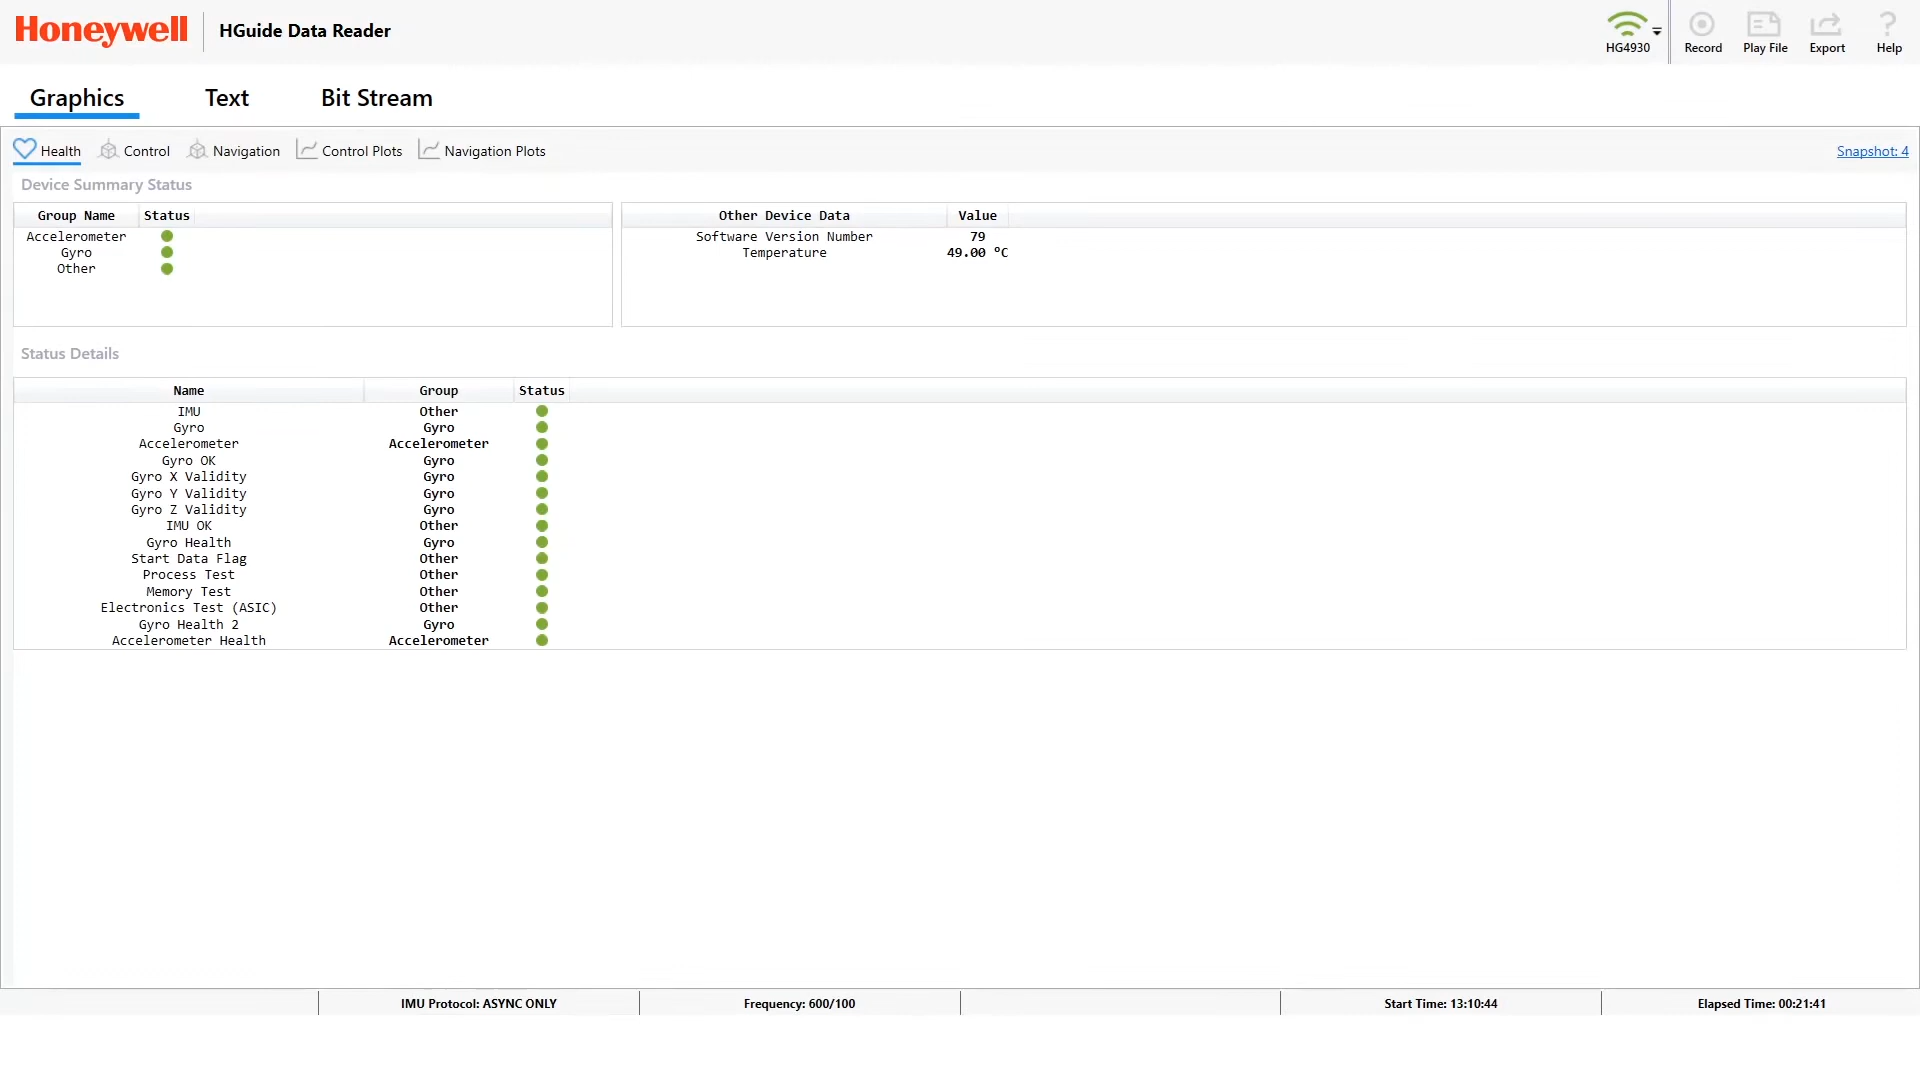 Honeywell HGuide Data Reader
HG4930 Record Play File Export Help
Graphics Text Bit Stream
Health Control Navigation Control Plots Navigation Plots Snapshot: 4
Device Summary Status
Group Name Status
Accelerometer
Gyro
Other
Other Device Data Value
Software Version Number 79
Temperature 49.00 °C
Status Details
Name Group Status
IMU Other
Gyro Gyro
Accelerometer Accelerometer
Gyro OK Gyro
Gyro X Validity Gyro
Gyro Y Validity Gyro
Gyro Z Validity Gyro
IMU OK Other
Gyro Health Gyro
Start Data Flag Other
Process Test Other
Memory Test Other
Electronics Test (ASIC) Other
Gyro Health 2 Gyro
Accelerometer Health Accelerometer
IMU Protocol: ASYNC ONLY Frequency: 600/100 Start Time: 13:10:44 Elapsed Time: 00:21:41